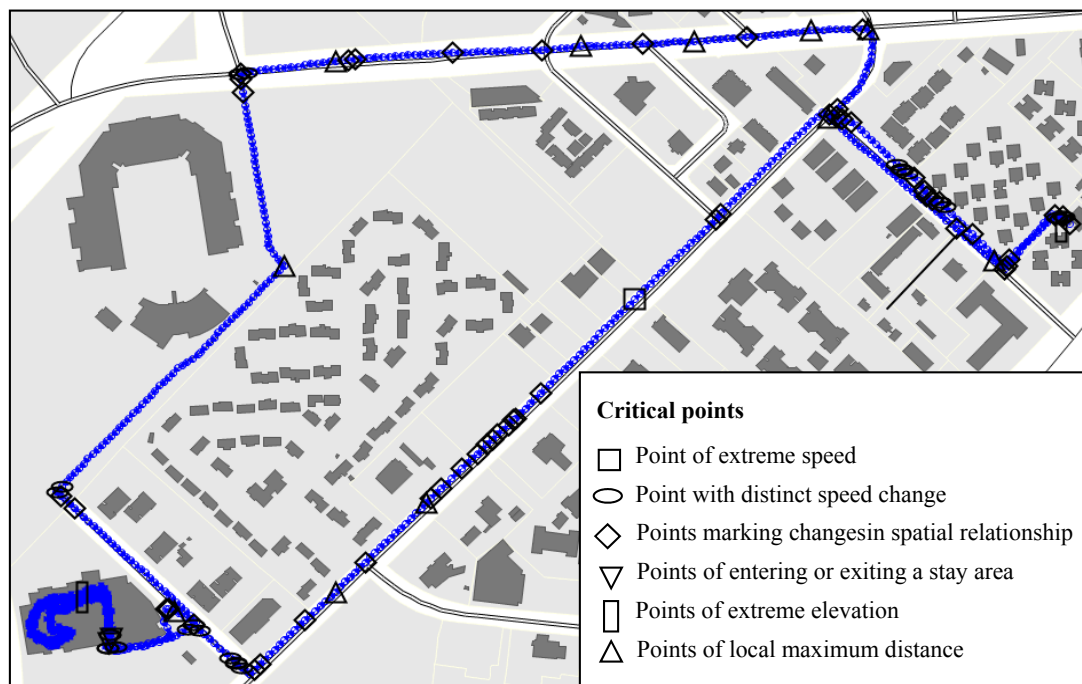 Critical points
Point of extreme speed
Point with distinct speed change
Points marking changesin spatial relationship
Points of entering or exiting a stay area
Points of extreme elevation
Points of local maximum distance